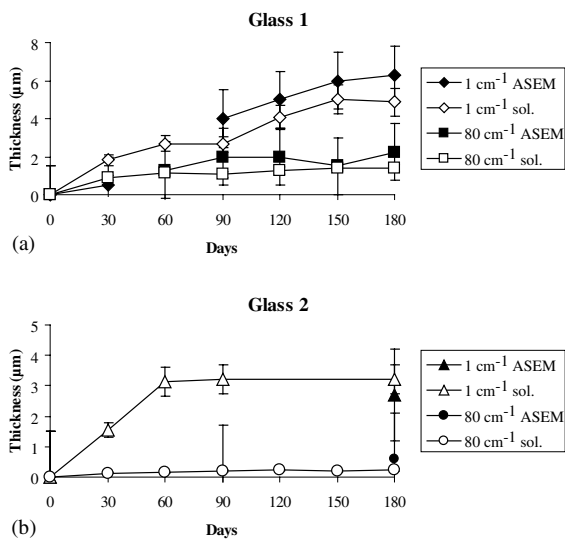 Glass 1
Thickness (µm)
8
6
4
2
0
0 30 60 90 120 150 180
Days
(a)
1 cm⁻¹ ASEM
1 cm⁻¹ sol.
80 cm⁻¹ ASEM
80 cm⁻¹ sol.
Glass 2
Thickness (µm)
5
4
3
2
1
0
0 30 60 90 120 150 180
Days
(b)
1 cm⁻¹ ASEM
1 cm⁻¹ sol.
80 cm⁻¹ ASEM
80 cm⁻¹ sol.